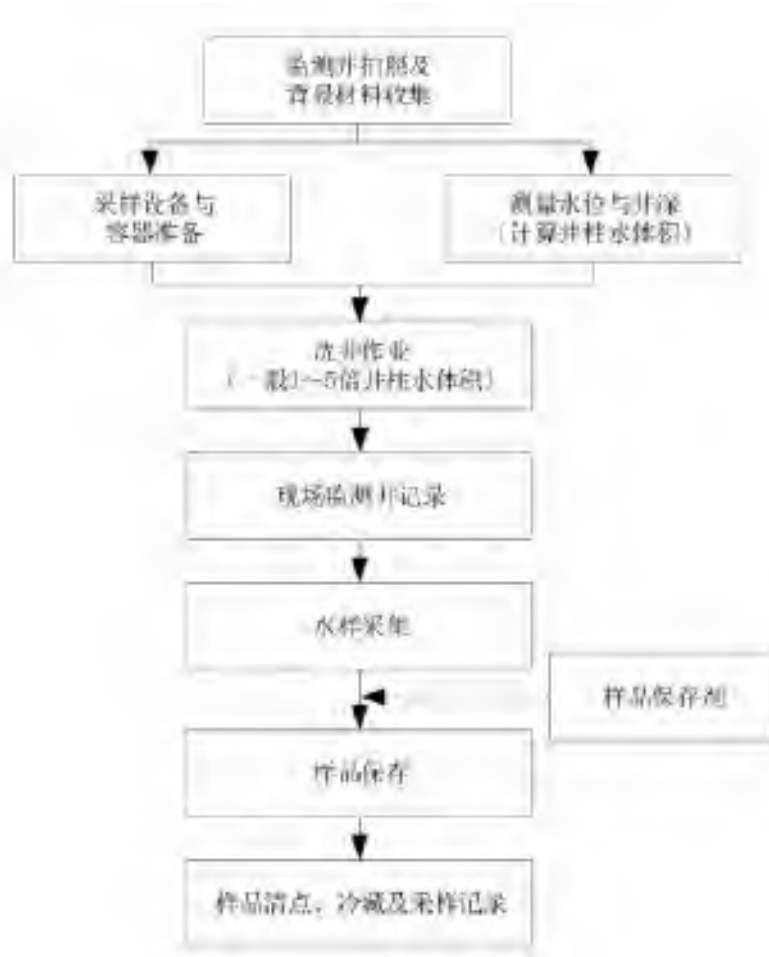 监测井拍照及
背景材料收集
采样设备与
容器准备
测量水位与井深
(计算井柱水体积)
洗井作业
(一般3~5倍井柱水体积)
现场监测井记录
水样采集
样品保存剂
样品保存
样品清点、冷藏及采样记录